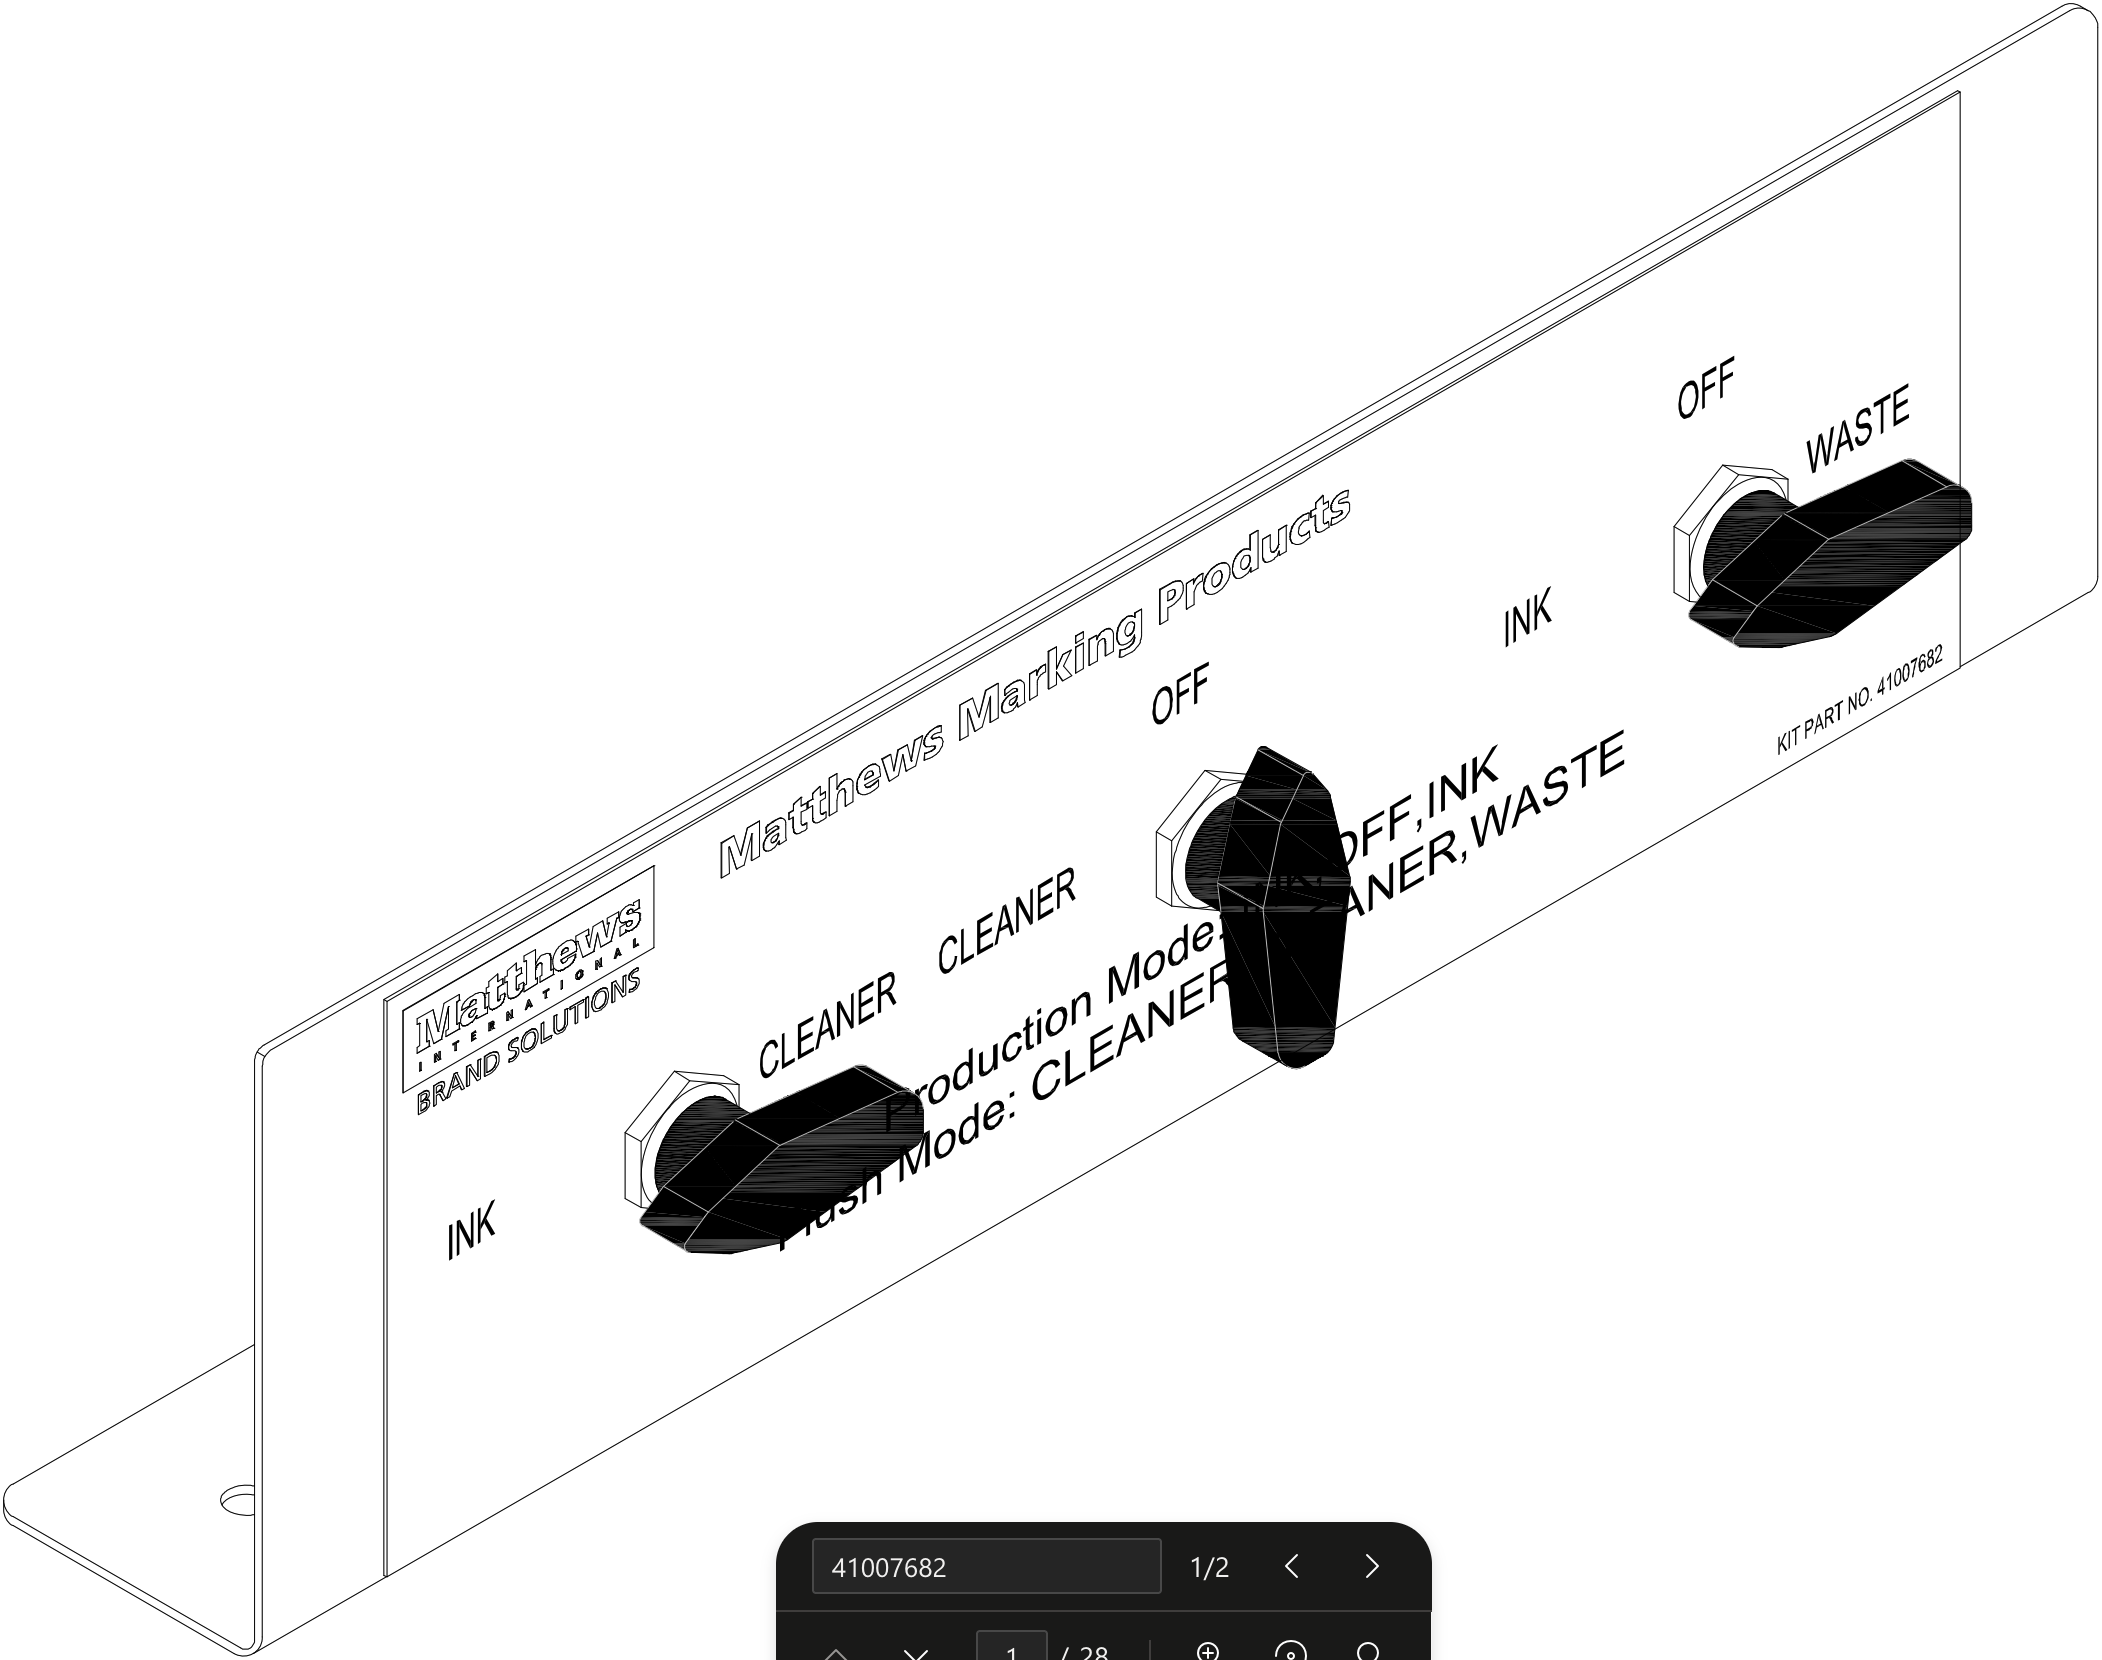 OFF
WASTE
Matthews Marking Products
INK
OFF
KIT PART NO. 41007682
Matthews
INTERNATIONAL
BRAND SOLUTIONS
CLEANER
CLEANER
INK
Production Mode: OFF,INK
Mode: CLEANER ANER,WASTE
41007682
1/2
1 / 28